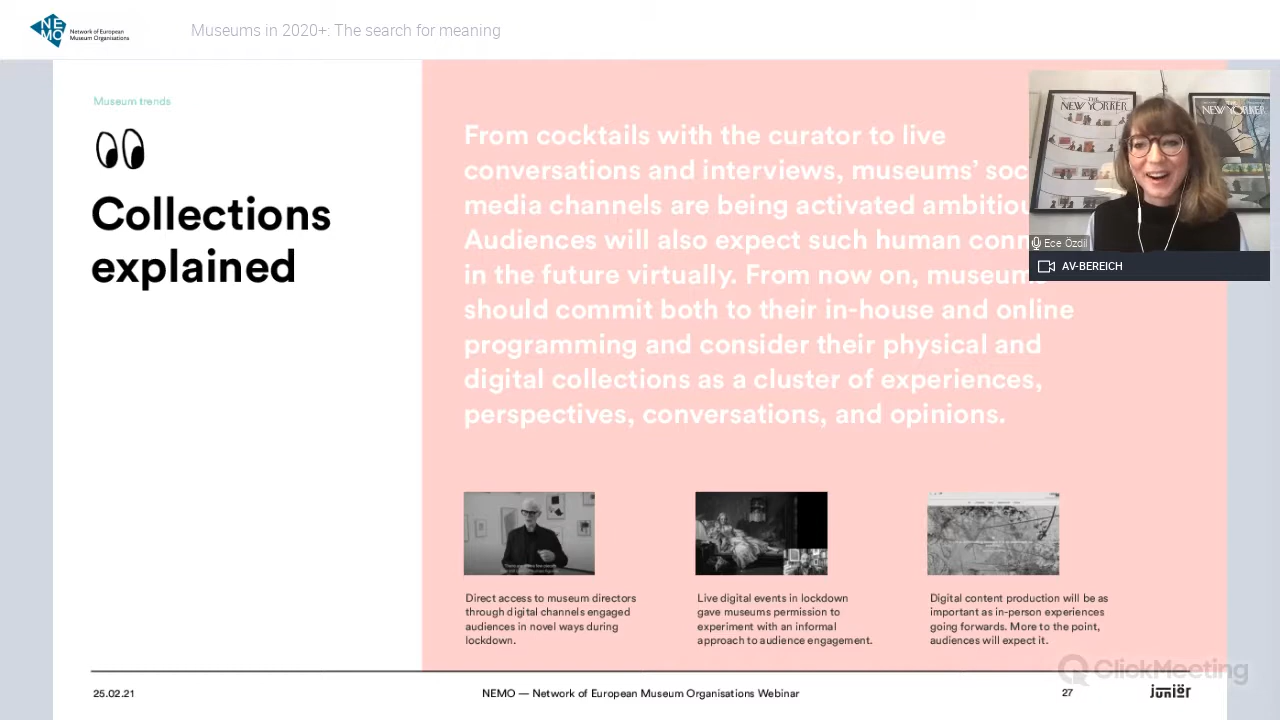 NE
MO
Network of European
Museum Organisations
Museums in 2020+: The search for meaning
Museum trends
Collections
explained
From cocktails with the curator to live
conversations and interviews, museums' soc
media channels are being activated ambitiou
Audiences will also expect such human conn
in the future virtually. From now on, museums
should commit both to their in-house and online
programming and consider their physical and
digital collections as a cluster of experiences,
perspectives, conversations, and opinions.
THE
NEW YORKER
THE
NEW YORKER
Ece Özdil
AV-BEREICH
Direct access to museum directors
through digital channels engaged
audiences in novel ways during
lockdown.
Live digital events in lockdown
gave museums permission to
experiment with an informal
approach to audience engagement.
Digital content production will be as
important as in-person experiences
going forwards. More to the point,
audiences will expect it.
ClickMeeting
25.02.21
NEMO — Network of European Museum Organisations Webinar
27
juniör